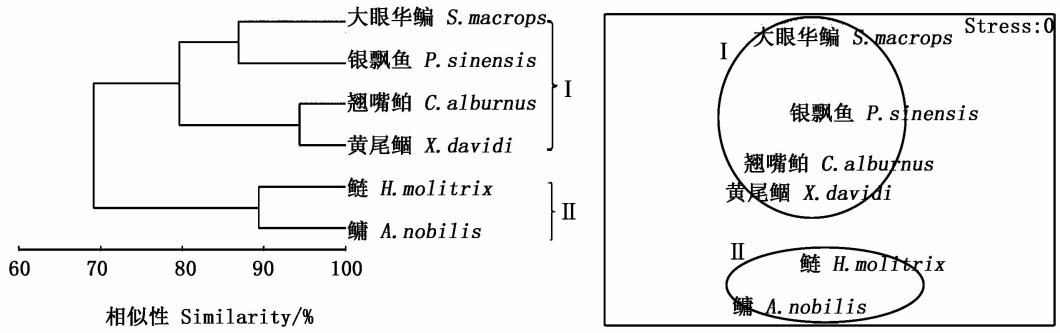 大眼华鳊 S.macrops
银飘鱼 P.sinensis
翘嘴鲌 C.alburnus
黄尾鲴 X.davidi
鲢 H.molitrix
鳙 A.nobilis
Ⅰ
Ⅱ
60 70 80 90 100
相似性 Similarity/%
Stress:0
Ⅰ
大眼华鳊 S.macrops
银飘鱼 P.sinensis
翘嘴鲌 C.alburnus
黄尾鲴 X.davidi
Ⅱ
鲢 H.molitrix
鳙 A.nobilis